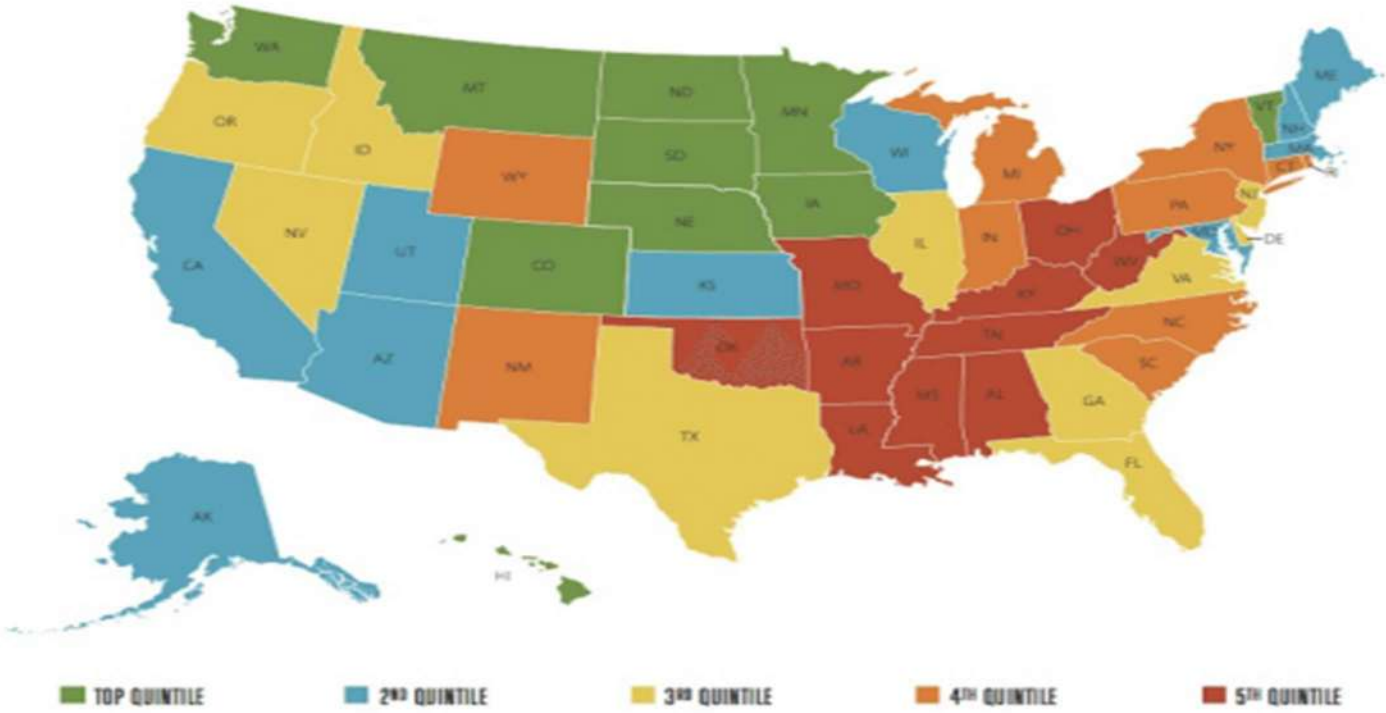 WA
MT
ND
MN
ME
VT
NH
OR
ID
SD
WI
NY
MA
WY
MI
CT
RI
IA
PA
NJ
NE
NV
IL
IN
OH
MD
DE
CA
UT
CO
WV
VA
KS
MO
KY
NC
TN
AZ
NM
OK
AR
SC
MS
AL
GA
TX
LA
FL
AK
HI
TOP QUINTILE 2ND QUINTILE 3RD QUINTILE 4TH QUINTILE 5TH QUINTILE